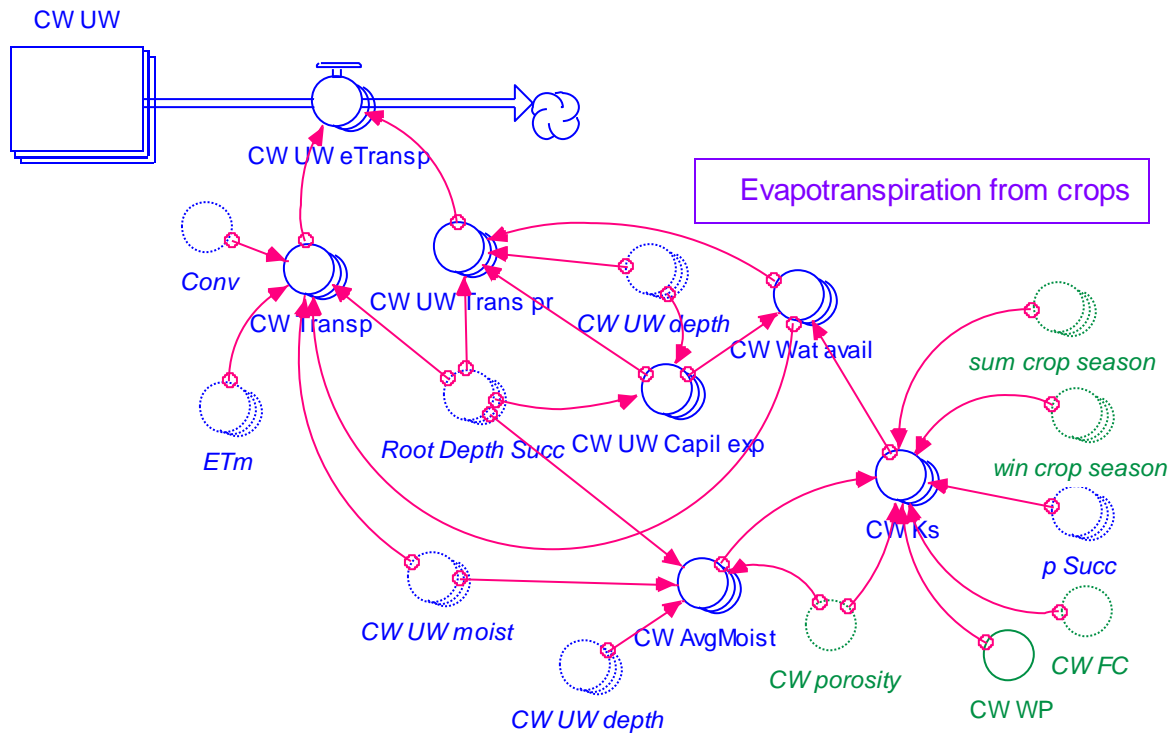 CW UW
CW UW eTransp
Evapotranspiration from crops
Conv
CW UW Trans pr
CW Transp
CW UW depth
CW Wat avail
sum crop season
ETm
Root Depth Succ
CW UW Capil exp
win crop season
CW Ks
p Succ
CW UW moist
CW AvgMoist
CW porosity
CW FC
CW UW depth
CW WP